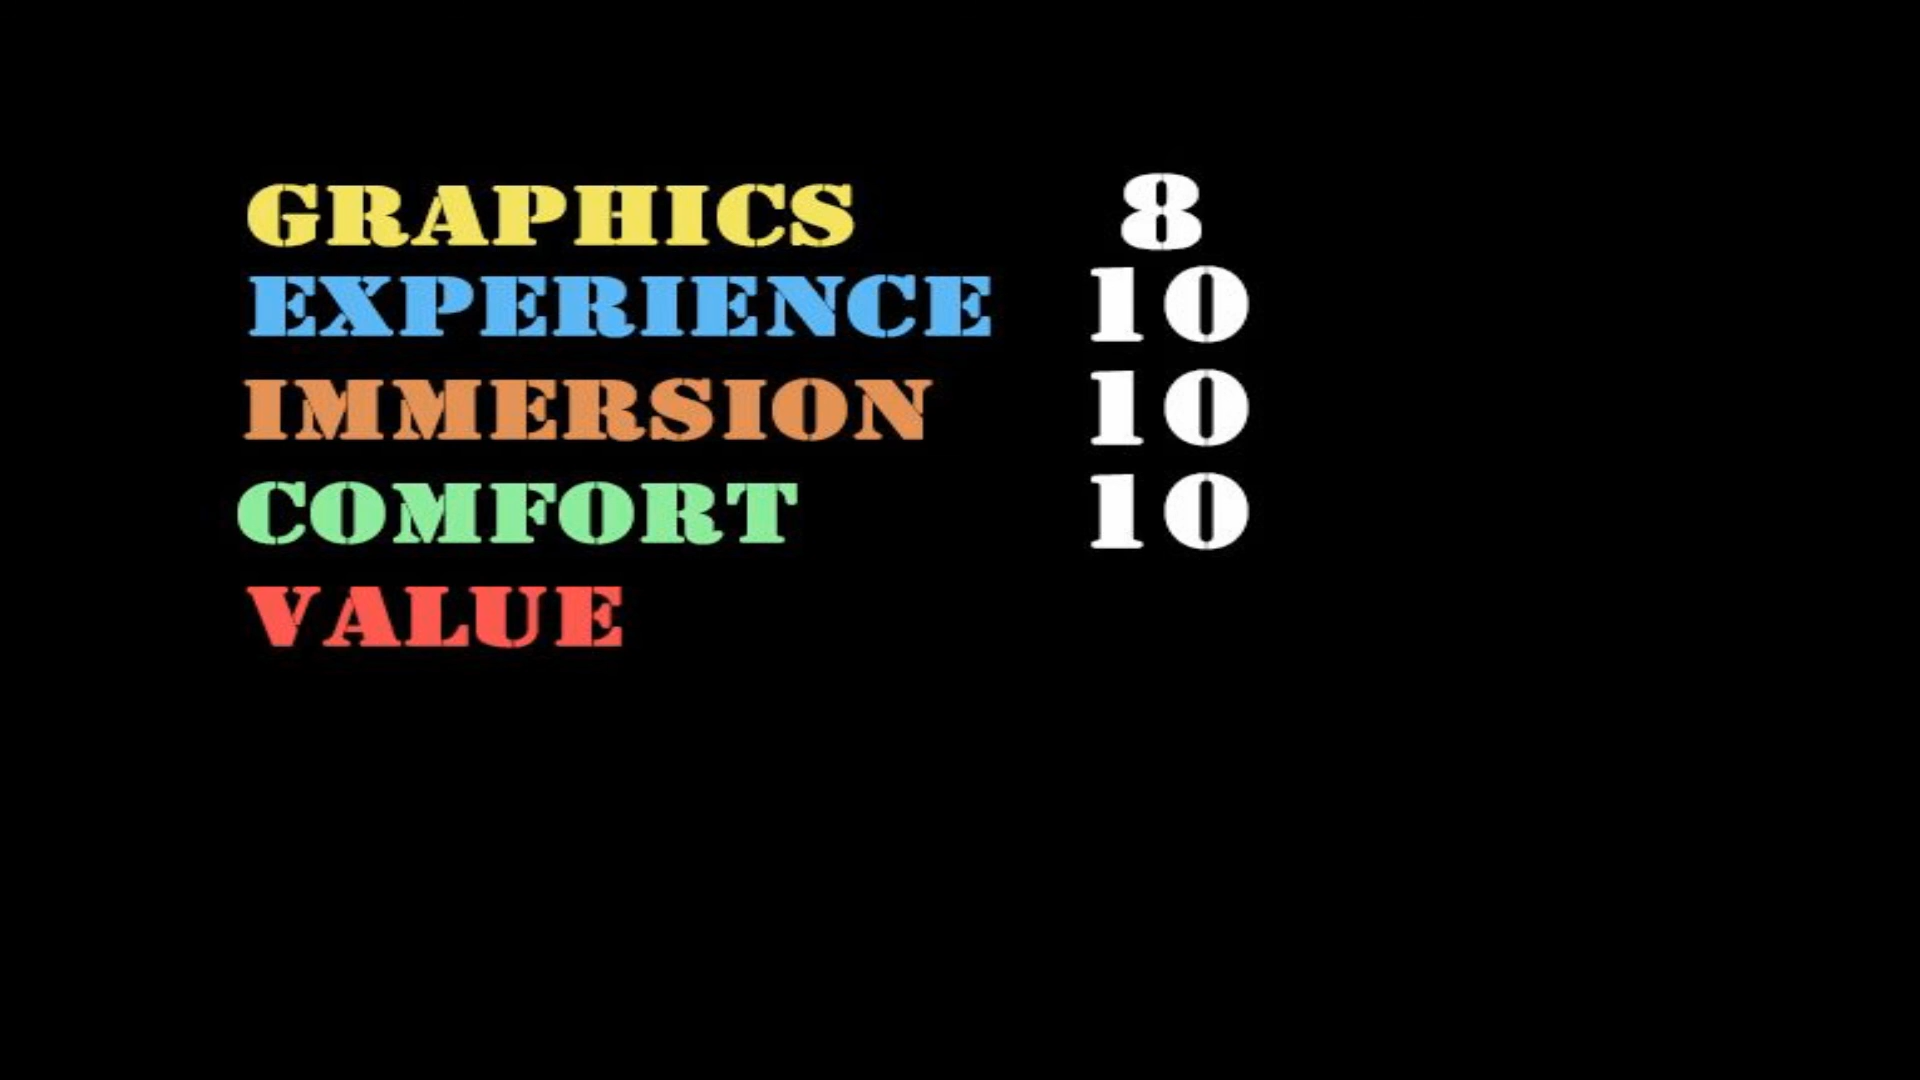 GRAPHICS 8
EXPERIENCE 10
IMMERSION 10
COMFORT 10
VALUE